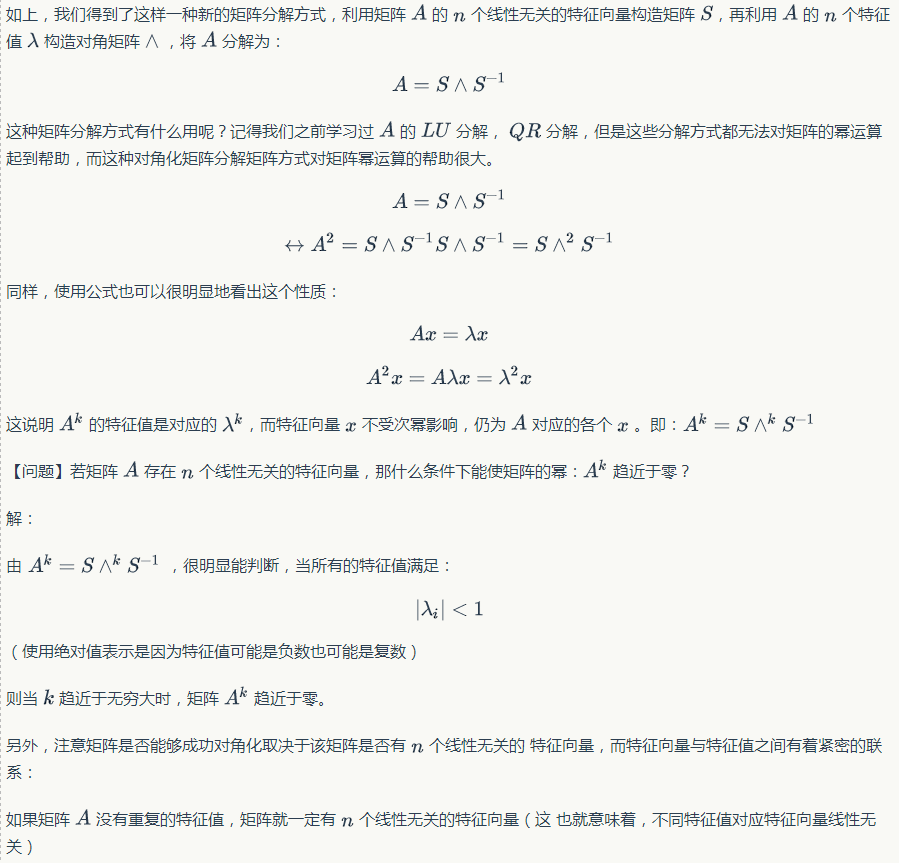 如上，我们得到了这样一种新的矩阵分解方式，利用矩阵 A 的 n 个线性无关的特征向量构造矩阵 S，再利用 A 的 n 个特征
值 λ 构造对角矩阵 ∧ ，将 A 分解为：
A = S ∧ S⁻¹
这种矩阵分解方式有什么用呢？记得我们之前学习过 A 的 LU 分解， QR 分解，但是这些分解方式都无法对矩阵的幂运算
起到帮助，而这种对角化矩阵分解矩阵方式对矩阵幂运算的帮助很大。
A = S ∧ S⁻¹
↔ A² = S ∧ S⁻¹S ∧ S⁻¹ = S ∧² S⁻¹
同样，使用公式也可以很明显地看出这个性质：
Ax = λx
A²x = Aλx = λ²x
这说明 Aᵏ 的特征值是对应的 λᵏ，而特征向量 x 不受次幂影响，仍为 A 对应的各个 x 。即：Aᵏ = S ∧ᵏ S⁻¹
【问题】若矩阵 A 存在 n 个线性无关的特征向量，那什么条件下能使矩阵的幂：Aᵏ 趋近于零？
解：
由 Aᵏ = S ∧ᵏ S⁻¹ ，很明显能判断，当所有的特征值满足：
|λᵢ| < 1
（使用绝对值表示是因为特征值可能是负数也可能是复数）
则当 k 趋近于无穷大时，矩阵 Aᵏ 趋近于零。
另外，注意矩阵是否能够成功对角化取决于该矩阵是否有 n 个线性无关的 特征向量，而特征向量与特征值之间有着紧密的联
系：
如果矩阵 A 没有重复的特征值，矩阵就一定有 n 个线性无关的特征向量（这 也就意味着，不同特征值对应特征向量线性无
关）